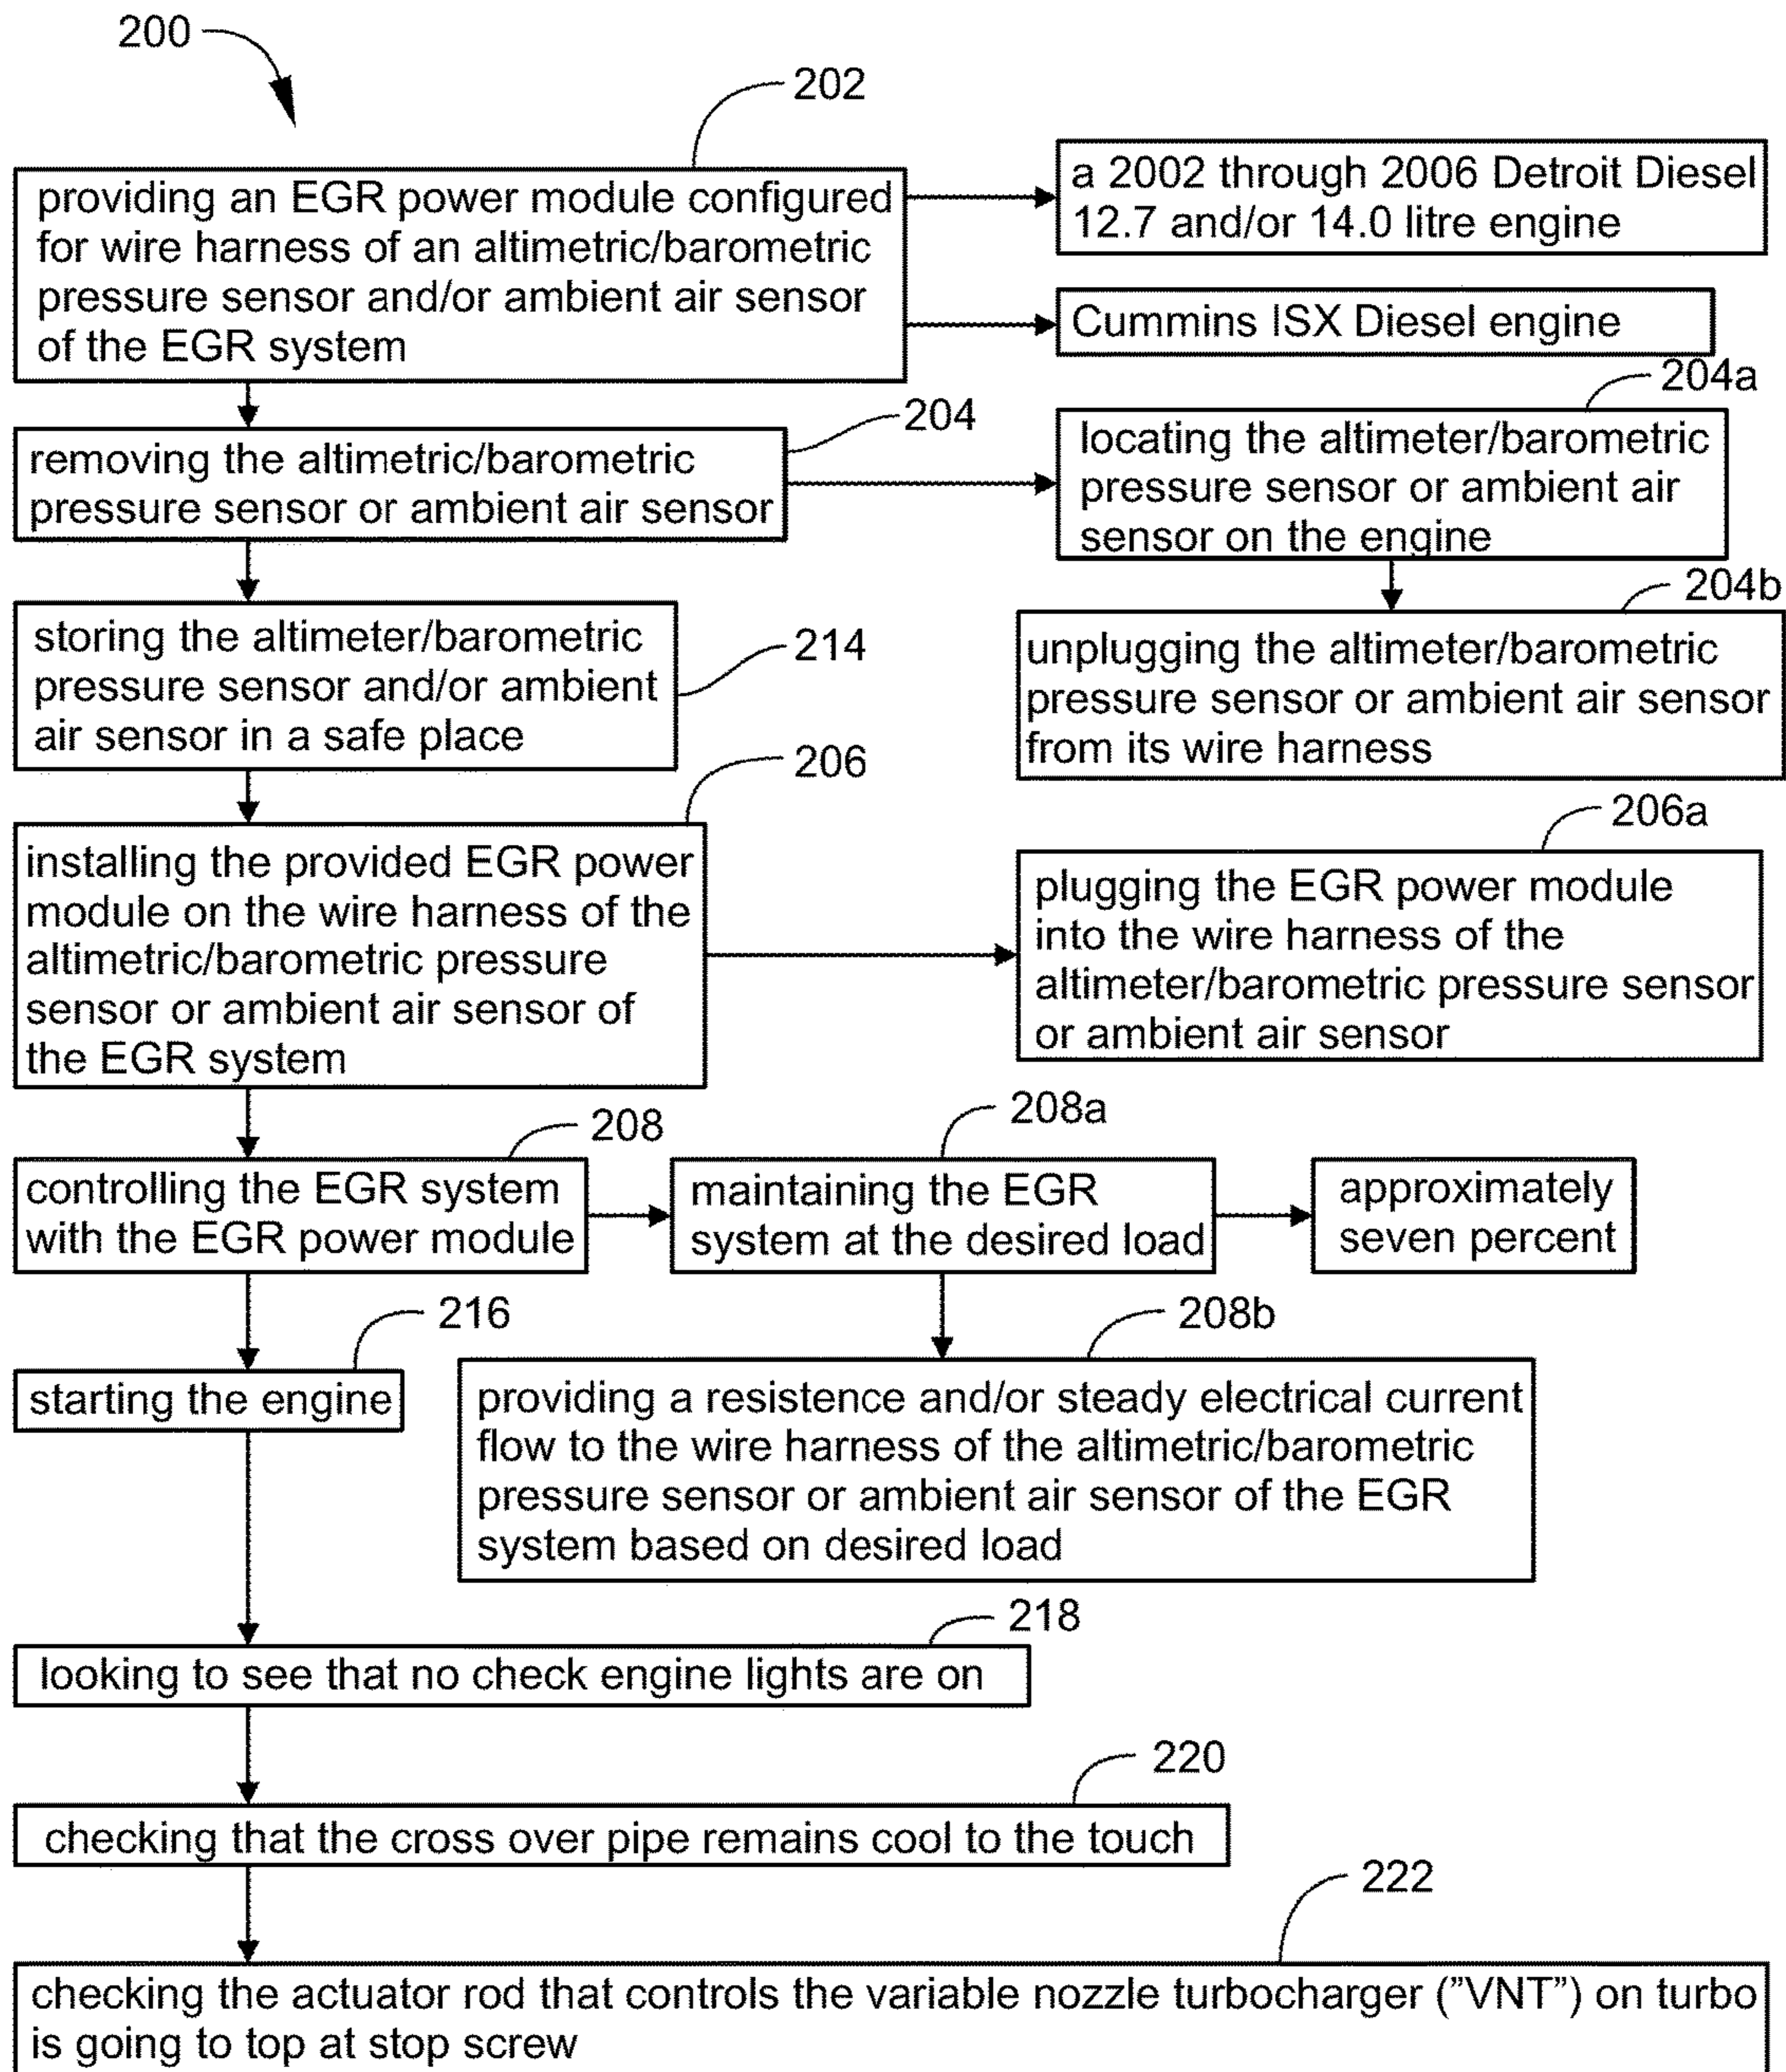 200
202
providing an EGR power module configured
for wire harness of an altimetric/barometric
pressure sensor and/or ambient air sensor
of the EGR system
a 2002 through 2006 Detroit Diesel
12.7 and/or 14.0 litre engine
Cummins ISX Diesel engine
204
removing the altimetric/barometric
pressure sensor or ambient air sensor
204a
locating the altimeter/barometric
pressure sensor or ambient air
sensor on the engine
204b
unplugging the altimeter/barometric
pressure sensor or ambient air sensor
from its wire harness
storing the altimeter/barometric
pressure sensor and/or ambient
air sensor in a safe place
214
206
installing the provided EGR power
module on the wire harness of the
altimetric/barometric pressure
sensor or ambient air sensor of
the EGR system
206a
plugging the EGR power module
into the wire harness of the
altimeter/barometric pressure sensor
or ambient air sensor
208
controlling the EGR system
with the EGR power module
208a
maintaining the EGR
system at the desired load
approximately
seven percent
216
starting the engine
208b
providing a resistence and/or steady electrical current
flow to the wire harness of the altimetric/barometric
pressure sensor or ambient air sensor of the EGR
system based on desired load
218
looking to see that no check engine lights are on
220
checking that the cross over pipe remains cool to the touch
222
checking the actuator rod that controls the variable nozzle turbocharger ("VNT") on turbo
is going to top at stop screw